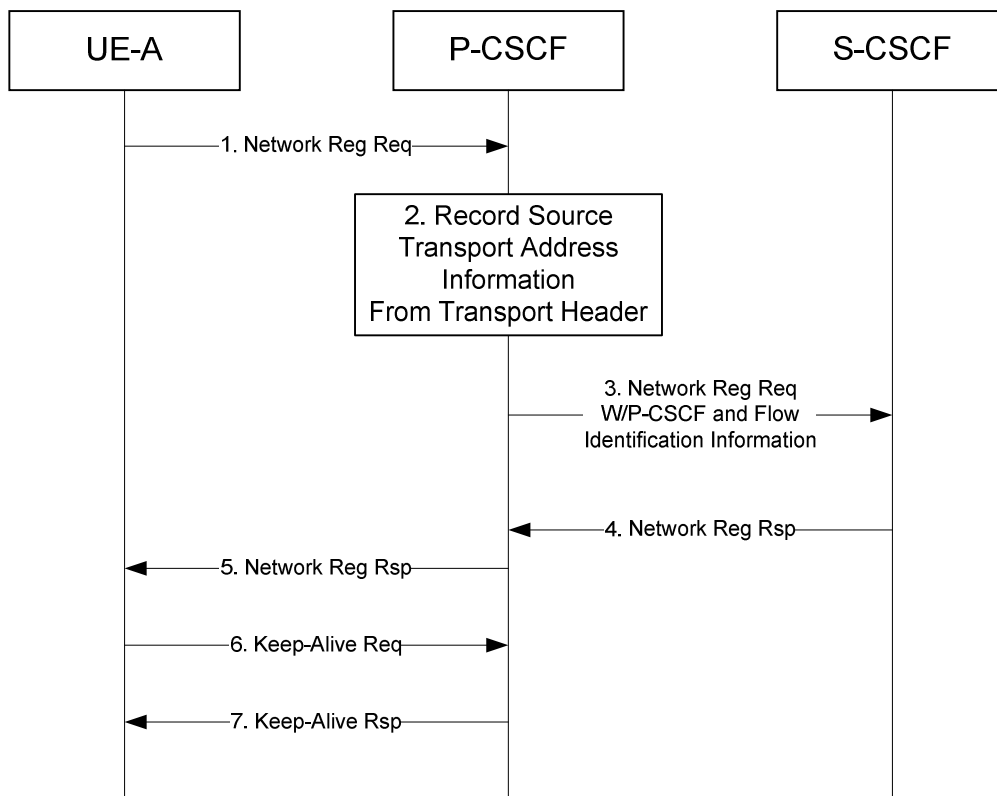 UE-A
P-CSCF
S-CSCF
1. Network Reg Req
2. Record Source
Transport Address
Information
From Transport Header
3. Network Reg Req
W/P-CSCF and Flow
Identification Information
4. Network Reg Rsp
5. Network Reg Rsp
6. Keep-Alive Req
7. Keep-Alive Rsp